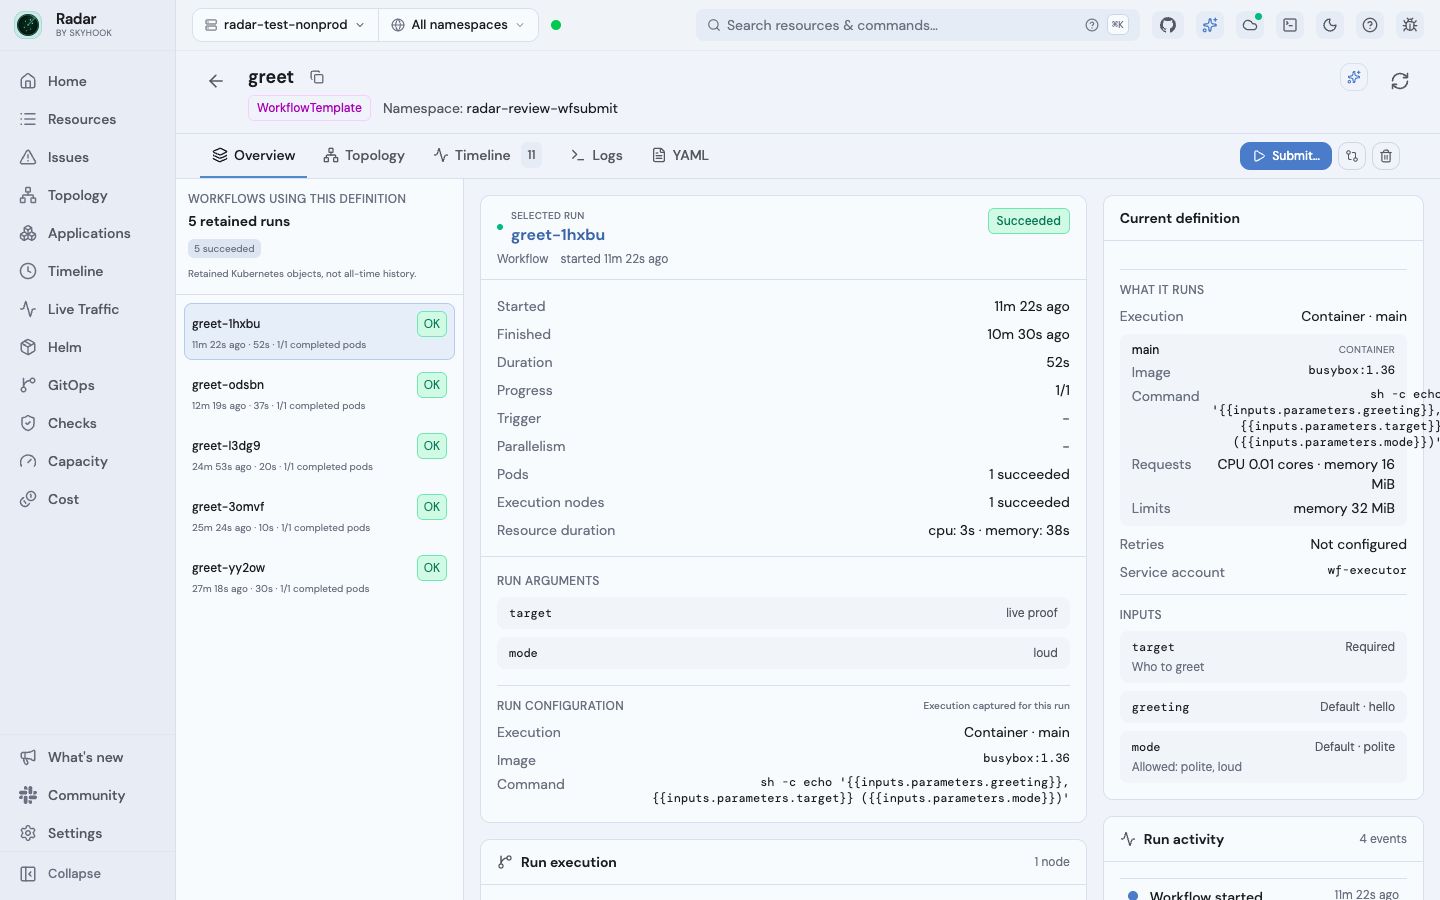 Radar
BY SKYHOOK
radar-test-nonprod
All namespaces
Search resources & commands...
⌘K
Home
Resources
Issues
Topology
Applications
Timeline
Live Traffic
Helm
GitOps
Checks
Capacity
Cost
What's new
Community
Settings
Collapse
greet
WorkflowTemplate
Namespace: radar-review-wfsubmit
Overview
Topology
Timeline 11
Logs
YAML
Submit...
WORKFLOWS USING THIS DEFINITION
5 retained runs
5 succeeded
Retained Kubernetes objects, not all-time history.
greet-1hxbu OK
11m 22s ago · 52s · 1/1 completed pods
greet-odsbn OK
12m 19s ago · 37s · 1/1 completed pods
greet-l3dg9 OK
24m 53s ago · 20s · 1/1 completed pods
greet-3omvf OK
25m 24s ago · 10s · 1/1 completed pods
greet-yy2ow OK
27m 18s ago · 30s · 1/1 completed pods
SELECTED RUN
greet-1hxbu
Succeeded
Workflow started 11m 22s ago
Started 11m 22s ago
Finished 10m 30s ago
Duration 52s
Progress 1/1
Trigger -
Parallelism -
Pods 1 succeeded
Execution nodes 1 succeeded
Resource duration cpu: 3s · memory: 38s
RUN ARGUMENTS
target live proof
mode loud
RUN CONFIGURATION Execution captured for this run
Execution Container · main
Image busybox:1.36
Command sh -c echo '{{inputs.parameters.greeting}},
{{inputs.parameters.target}} ({{inputs.parameters.mode}})'
Run execution 1 node
Current definition
WHAT IT RUNS
Execution Container · main
main CONTAINER
Image busybox:1.36
Command sh -c echo
'{{inputs.parameters.greeting}},
{{inputs.parameters.target}}
({{inputs.parameters.mode}})'
Requests CPU 0.01 cores · memory 16
MiB
Limits memory 32 MiB
Retries Not configured
Service account wf-executor
INPUTS
target Required
Who to greet
greeting Default · hello
mode Default · polite
Allowed: polite, loud
Run activity 4 events
Workflow started 11m 22s ago